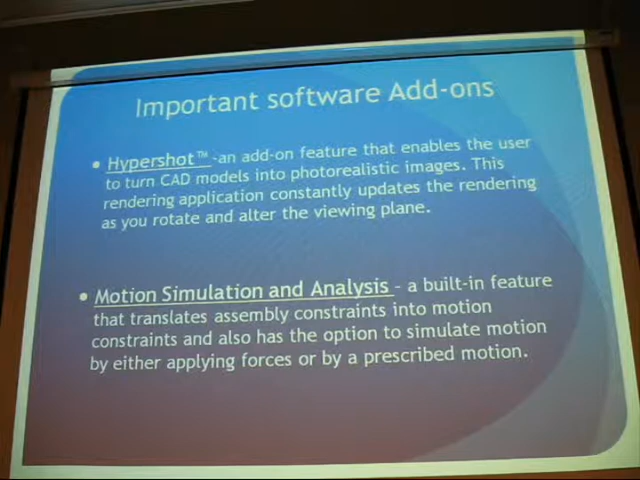 Important software Add-ons
• Hypershot™ -an add-on feature that enables the user
to turn CAD models into photorealistic images. This
rendering application constantly updates the rendering
as you rotate and alter the viewing plane.
• Motion Simulation and Analysis - a built-in feature
that translates assembly constraints into motion
constraints and also has the option to simulate motion
by either applying forces or by a prescribed motion.